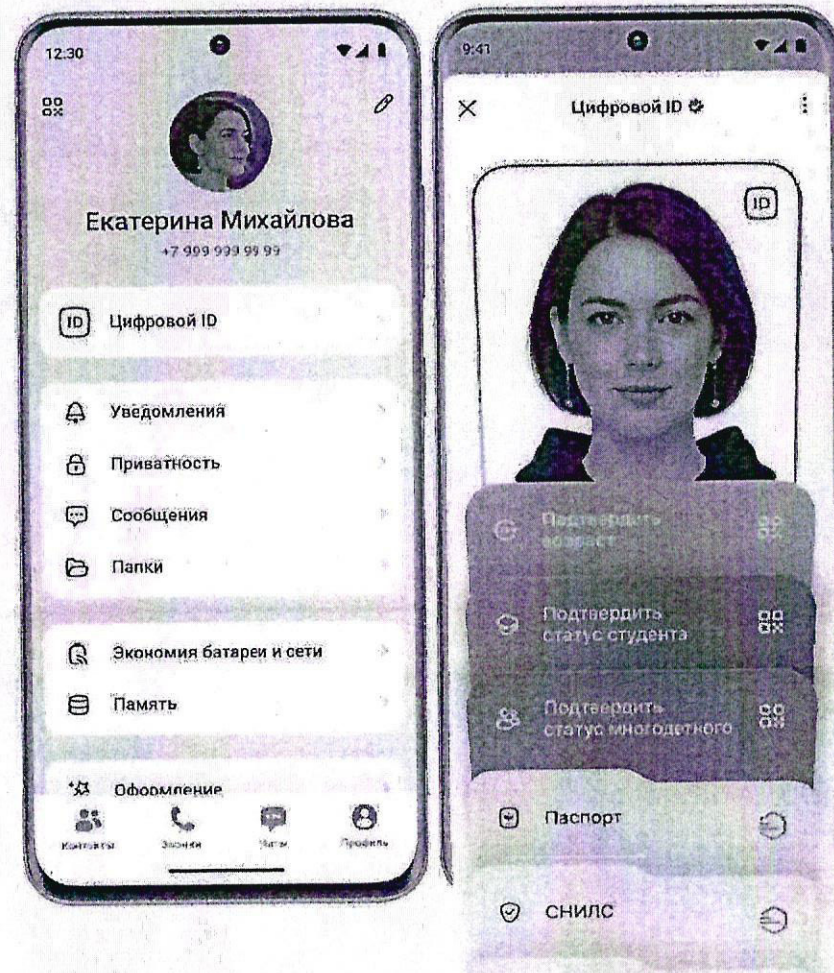 12:30
Екатерина Михайлова
+7 999 999 99 99
ID Цифровой ID
Уведомления
Приватность
Сообщения
Папки
Экономия батареи и сети
Память
Оформление
Контакты Звонки Чаты Профиль
9:41
Цифровой ID
ID
Подтвердить
возраст
Подтвердить
статус студента
Подтвердить
статус многодетного
Паспорт
СНИЛС